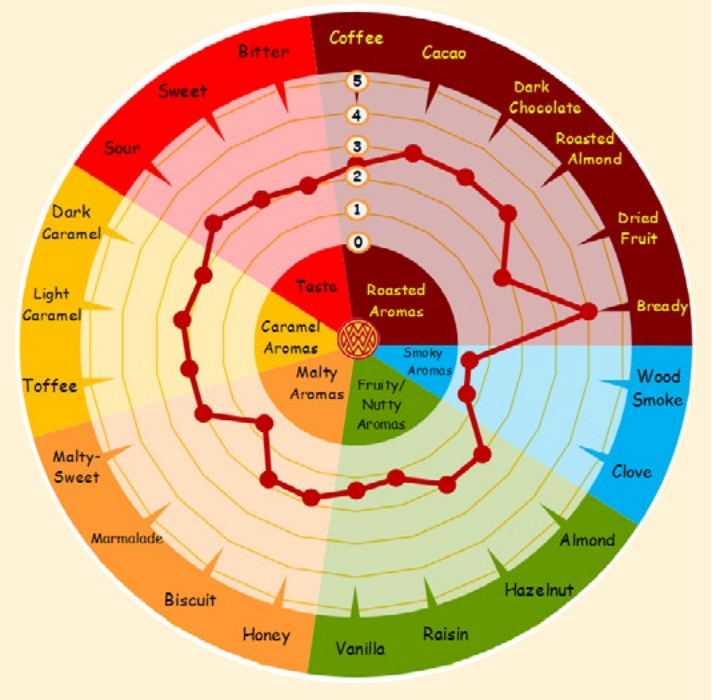 Coffee
Cacao
Dark
Chocolate
Roasted
Almond
Dried
Fruit
Bready
Wood
Smoke
Clove
Almond
Hazelnut
Raisin
Vanilla
Honey
Biscuit
Marmalade
Malty-
Sweet
Toffee
Light
Caramel
Dark
Caramel
Sour
Sweet
Bitter
5
4
3
2
1
0
Taste
Roasted
Aromas
Smoky
Aromas
Fruity/
Nutty
Aromas
Malty
Aromas
Caramel
Aromas